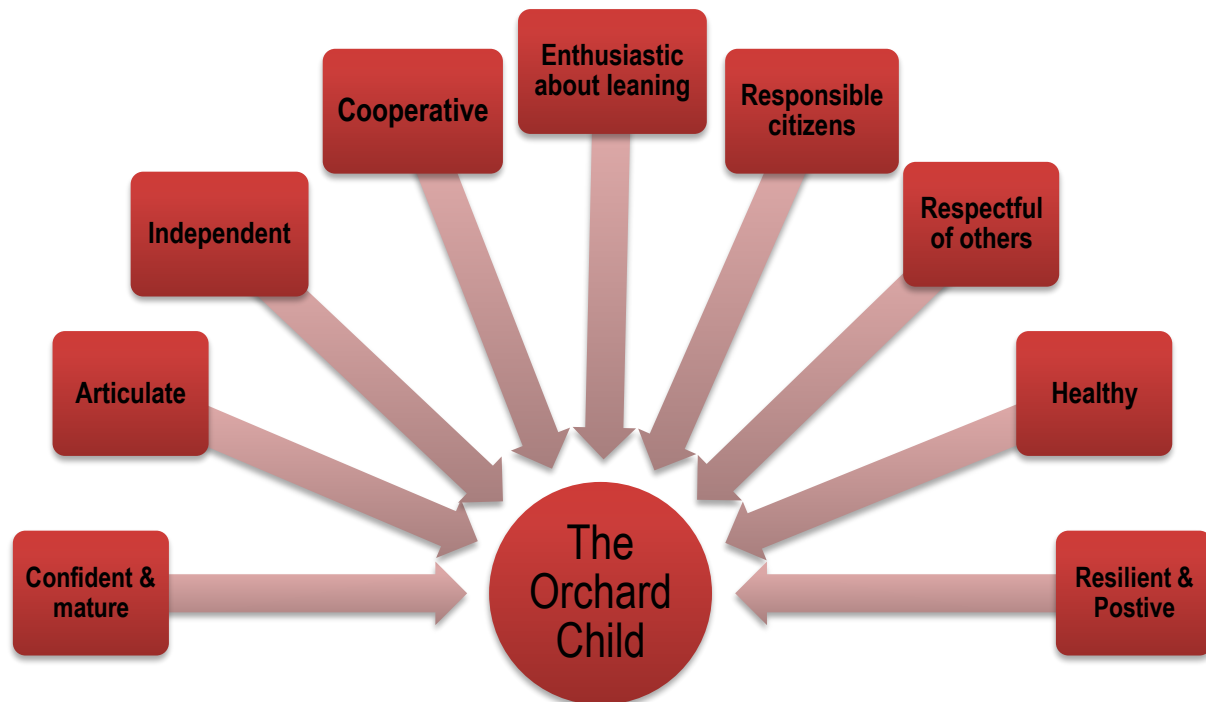 Enthusiastic
about leaning
Cooperative
Responsible
citizens
Independent
Respectful
of others
Articulate
Healthy
Confident &
mature
The
Orchard
Child
Resilient &
Postive